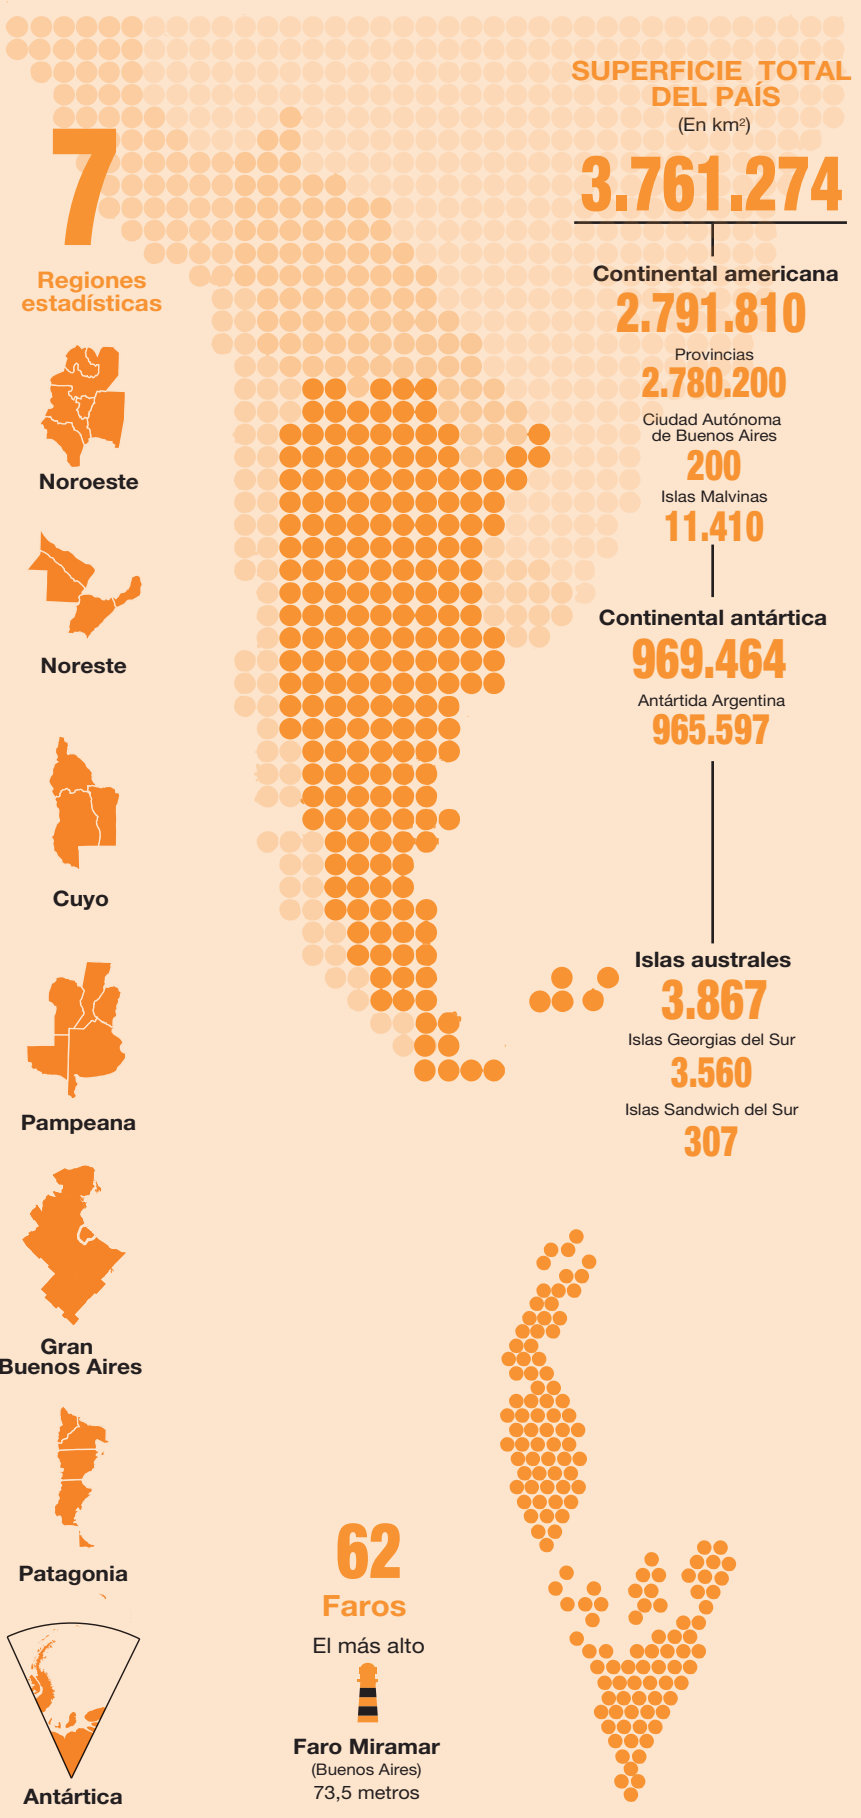 7
Regiones
estadísticas
Noroeste
Noreste
Cuyo
Pampeana
Gran
Buenos Aires
Patagonia
Antártica
SUPERFICIE TOTAL
DEL PAÍS
(En km²)
3.761.274
Continental americana
2.791.810
Provincias
2.780.200
Ciudad Autónoma
de Buenos Aires
200
Islas Malvinas
11.410
Continental antártica
969.464
Antártida Argentina
965.597
Islas australes
3.867
Islas Georgias del Sur
3.560
Islas Sandwich del Sur
307
62
Faros
El más alto
Faro Miramar
(Buenos Aires)
73,5 metros